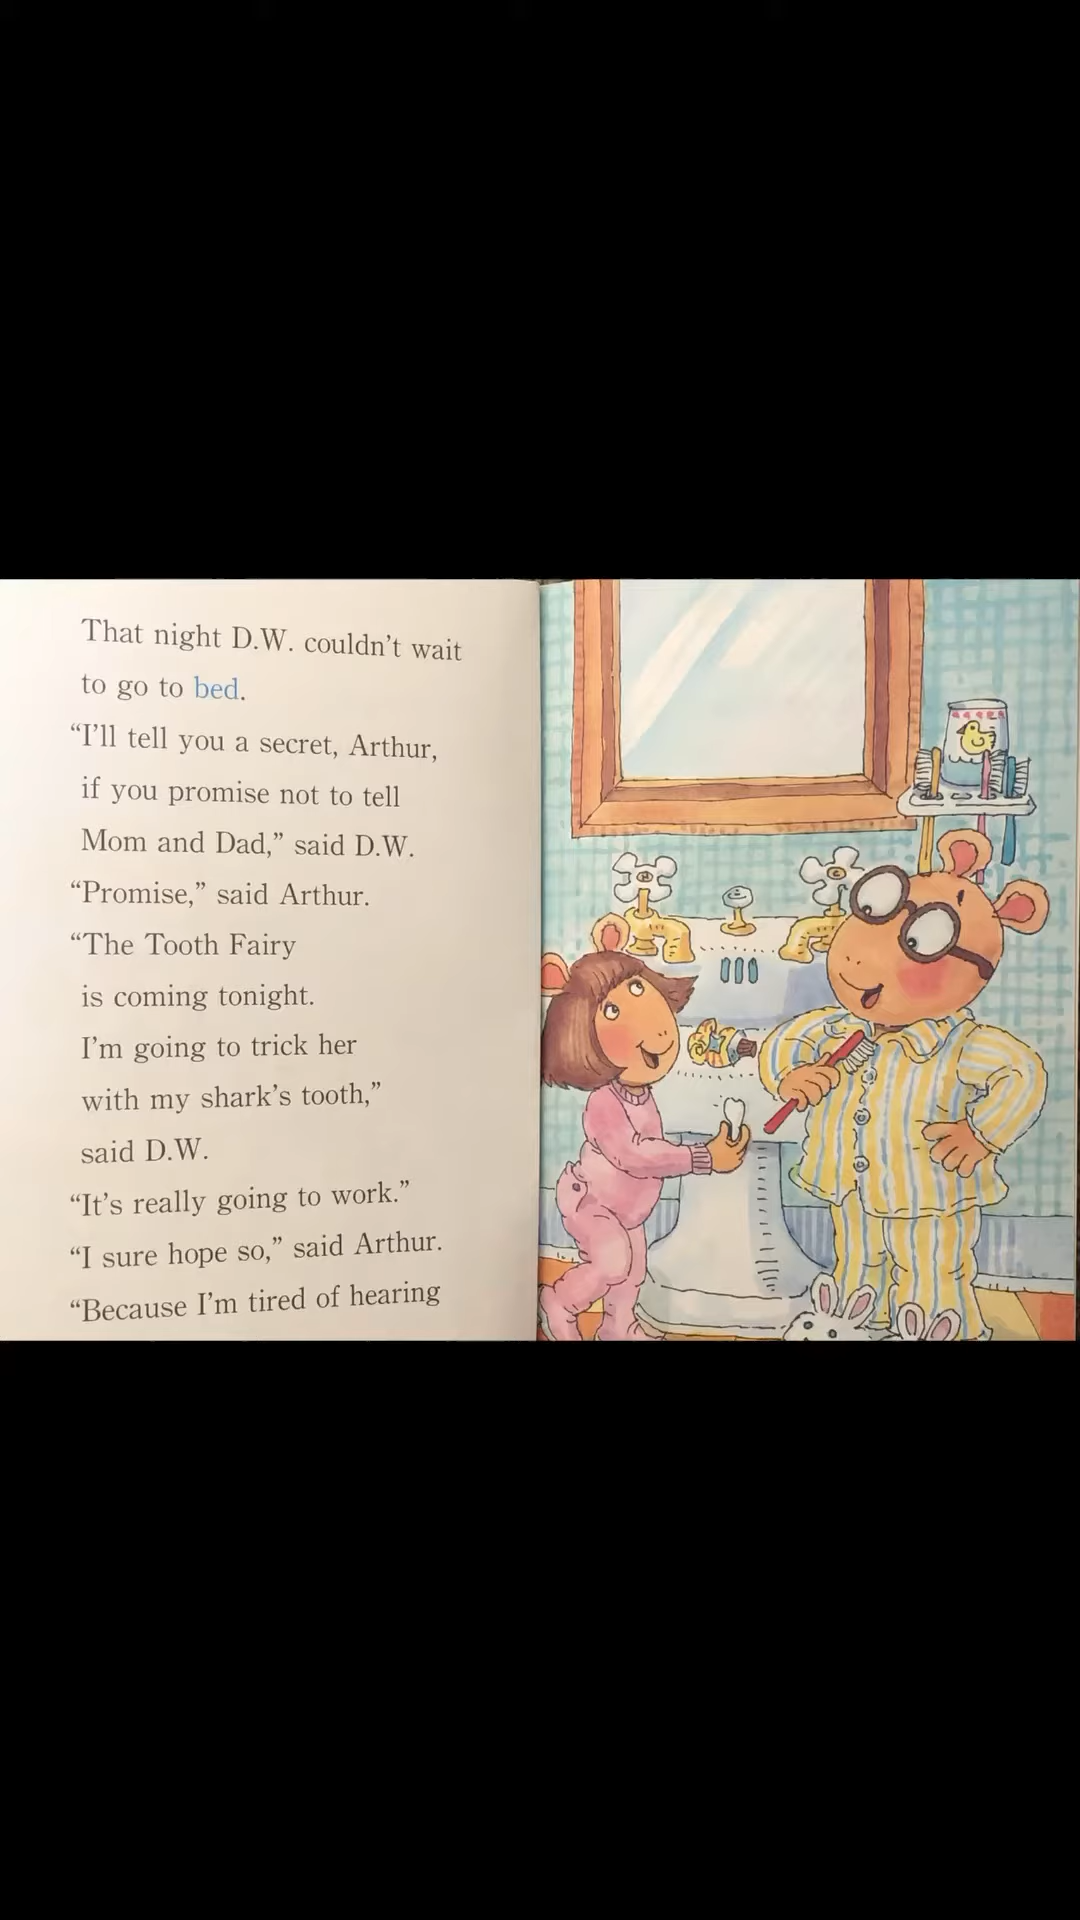 That night D.W. couldn't wait
to go to bed.
“I'll tell you a secret, Arthur,
if you promise not to tell
Mom and Dad,” said D.W.
“Promise,” said Arthur.
“The Tooth Fairy
is coming tonight.
I'm going to trick her
with my shark's tooth,”
said D.W.
“It's really going to work.”
“I sure hope so,” said Arthur.
“Because I'm tired of hearing